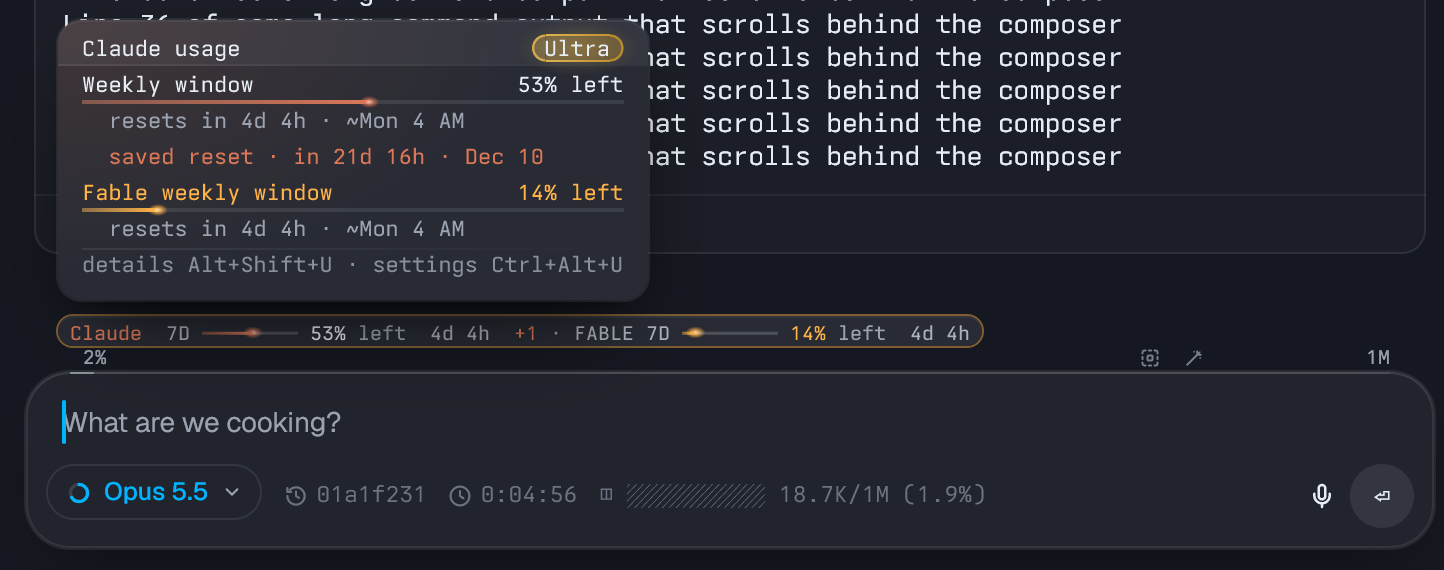 Line 36 of some long command output that scrolls behind the composer
hat scrolls behind the composer
hat scrolls behind the composer
hat scrolls behind the composer
hat scrolls behind the composer
Claude usage Ultra
Weekly window 53% left
resets in 4d 4h · ~Mon 4 AM
saved reset · in 21d 16h · Dec 10
Fable weekly window 14% left
resets in 4d 4h · ~Mon 4 AM
details Alt+Shift+U · settings Ctrl+Alt+U
Claude 7D 53% left 4d 4h +1 · FABLE 7D 14% left 4d 4h
2% 1M
What are we cooking?
Opus 5.5 01a1f231 0:04:56 18.7K/1M (1.9%)